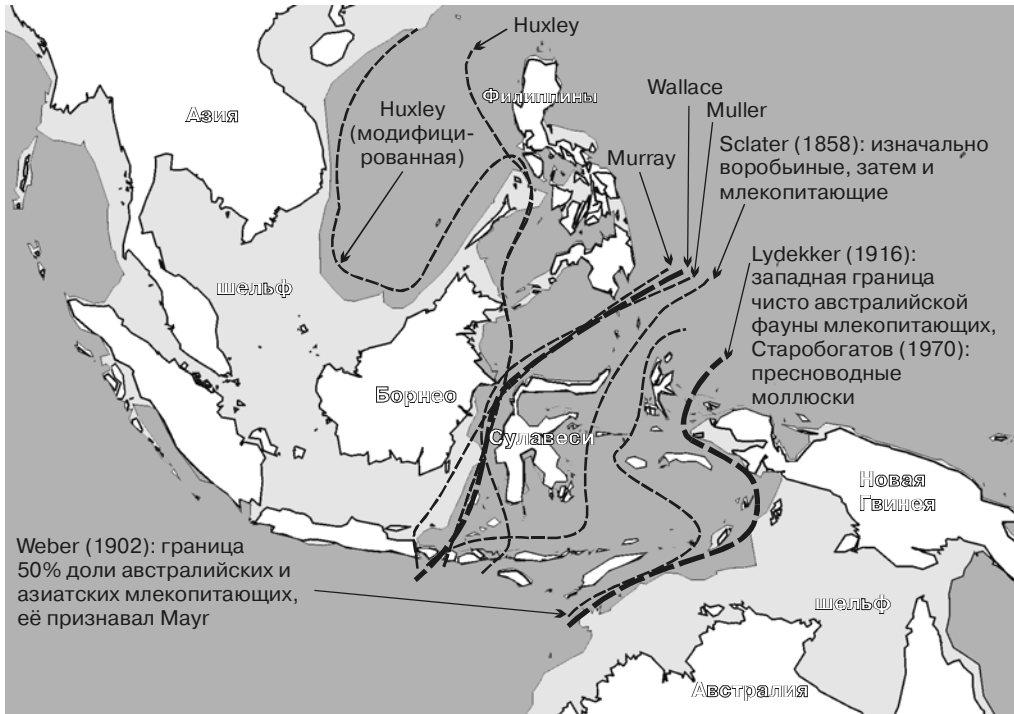 Huxley
Филиппины
Азия
Huxley
(модифици-
рованная)
Wallace
Muller
Murray
Sclater (1858): изначально
воробьиные, затем и
млекопитающие
Lydekker (1916):
западная граница
чисто австралийской
фауны млекопитающих,
Старобогатов (1970):
пресноводные
моллюски
шельф
Борнео
Сулавеси
Новая
Гвинея
Weber (1902): граница
50% доли австралийских и
азиатских млекопитающих,
её признавал Mayr
шельф
Австралия